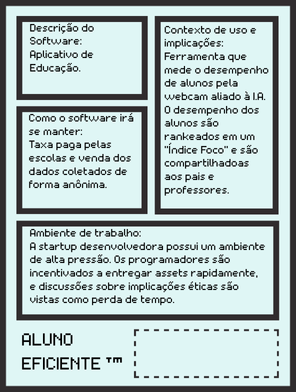 Descrição do
Software:
Aplicativo de
Educação.
Contexto de uso e
implicações:
Ferramenta que
mede o desempenho
de alunos pela
webcam aliado à I.A.
O desempenho dos
alunos são
rankeados em um
"Índice Foco" e são
compartilhadoas
aos pais e
professores.
Como o software irá
se manter:
Taxa paga pelas
escolas e venda dos
dados coletados de
forma anônima.
Ambiente de trabalho:
A startup desenvolvedora possui um ambiente
de alta pressão. Os programadores são
incentivados a entregar assets rapidamente,
e discussões sobre implicações éticas são
vistas como perda de tempo.
ALUNO
EFICIENTE ™